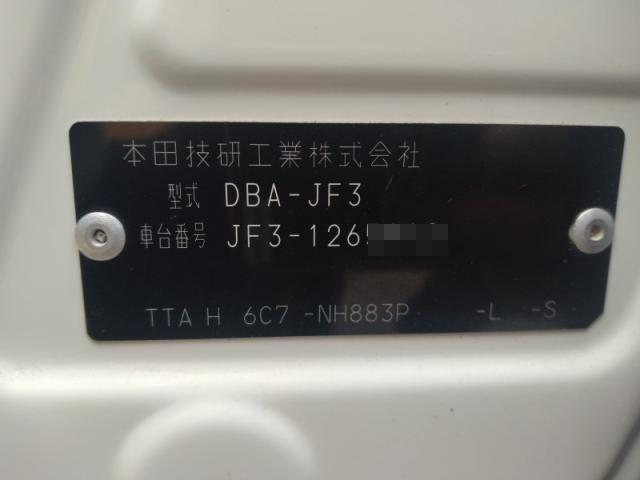 本田技研工業株式会社
型式 DBA-JF3
車台番号 JF3-126
TTA H 6C7 -NH883P -L -S